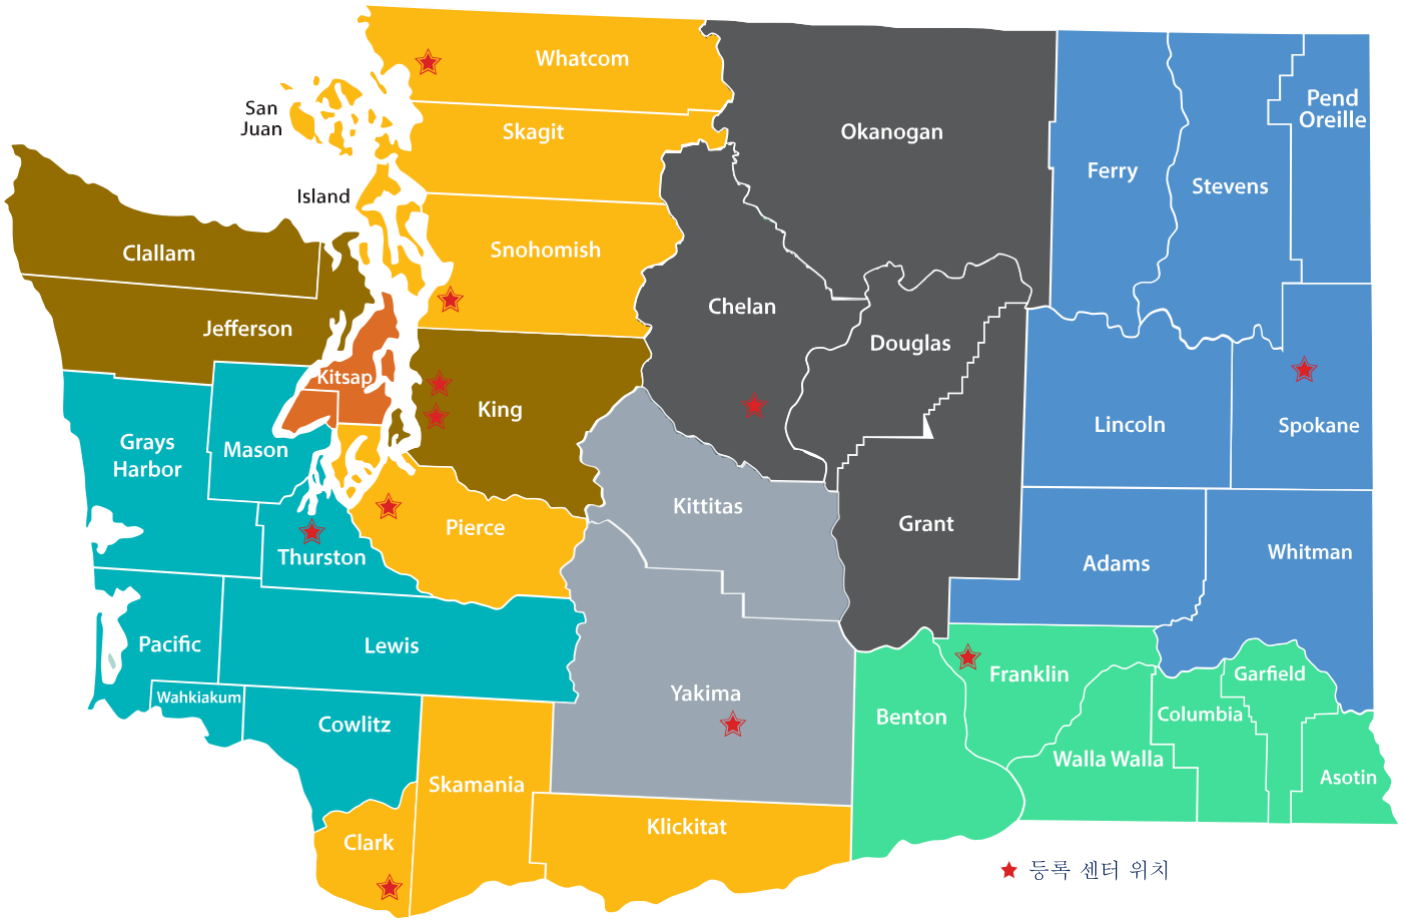 Whatcom
San
Juan
Skagit
Okanogan
Pend
Oreille
Ferry
Stevens
Island
Clallam
Snohomish
Chelan
Jefferson
Douglas
Kitsap
King
Lincoln
Spokane
Grays
Harbor
Mason
Kittitas
Grant
Pierce
Thurston
Adams
Whitman
Pacific
Lewis
Franklin
Garfield
Wahkiakum
Yakima
Benton
Columbia
Cowlitz
Walla Walla
Asotin
Skamania
Klickitat
Clark
등록 센터 위치